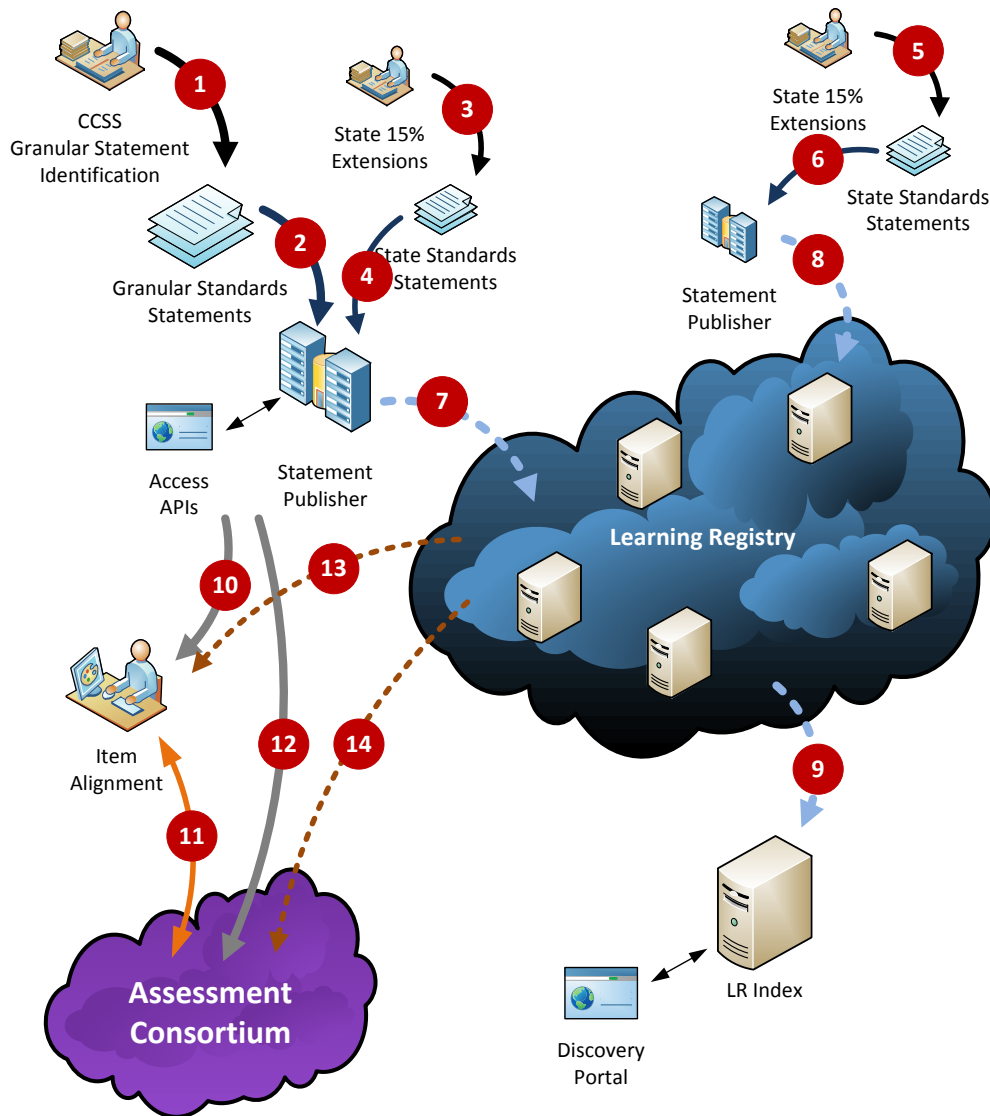 1
CCSS
Granular Statement
Identification
2
Granular Standards
Statements
3
State 15%
Extensions
4
State Standards
Statements
5
State 15%
Extensions
6
State Standards
Statements
Statement
Publisher
8
7
Access
APIs
Statement
Publisher
Learning Registry
10
13
Item
Alignment
12
14
11
9
Assessment
Consortium
LR Index
Discovery
Portal